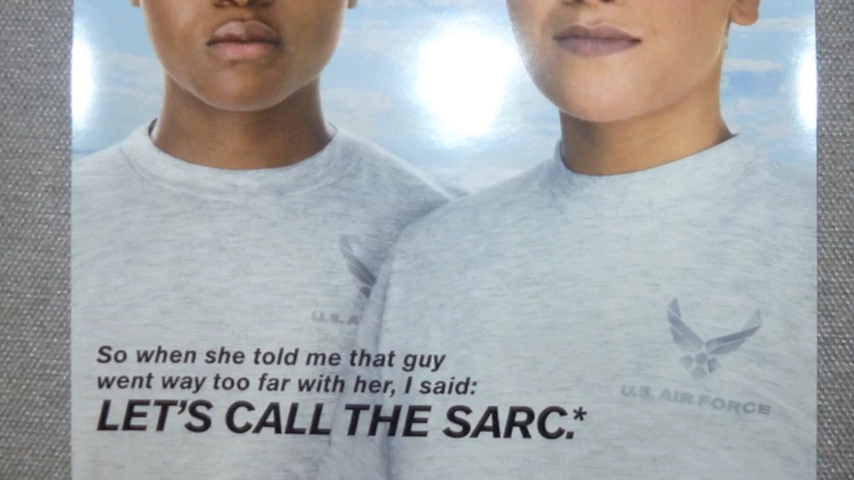 U.S. A
U.S. AIR FORCE
So when she told me that guy
went way too far with her, I said:
LET'S CALL THE SARC.*